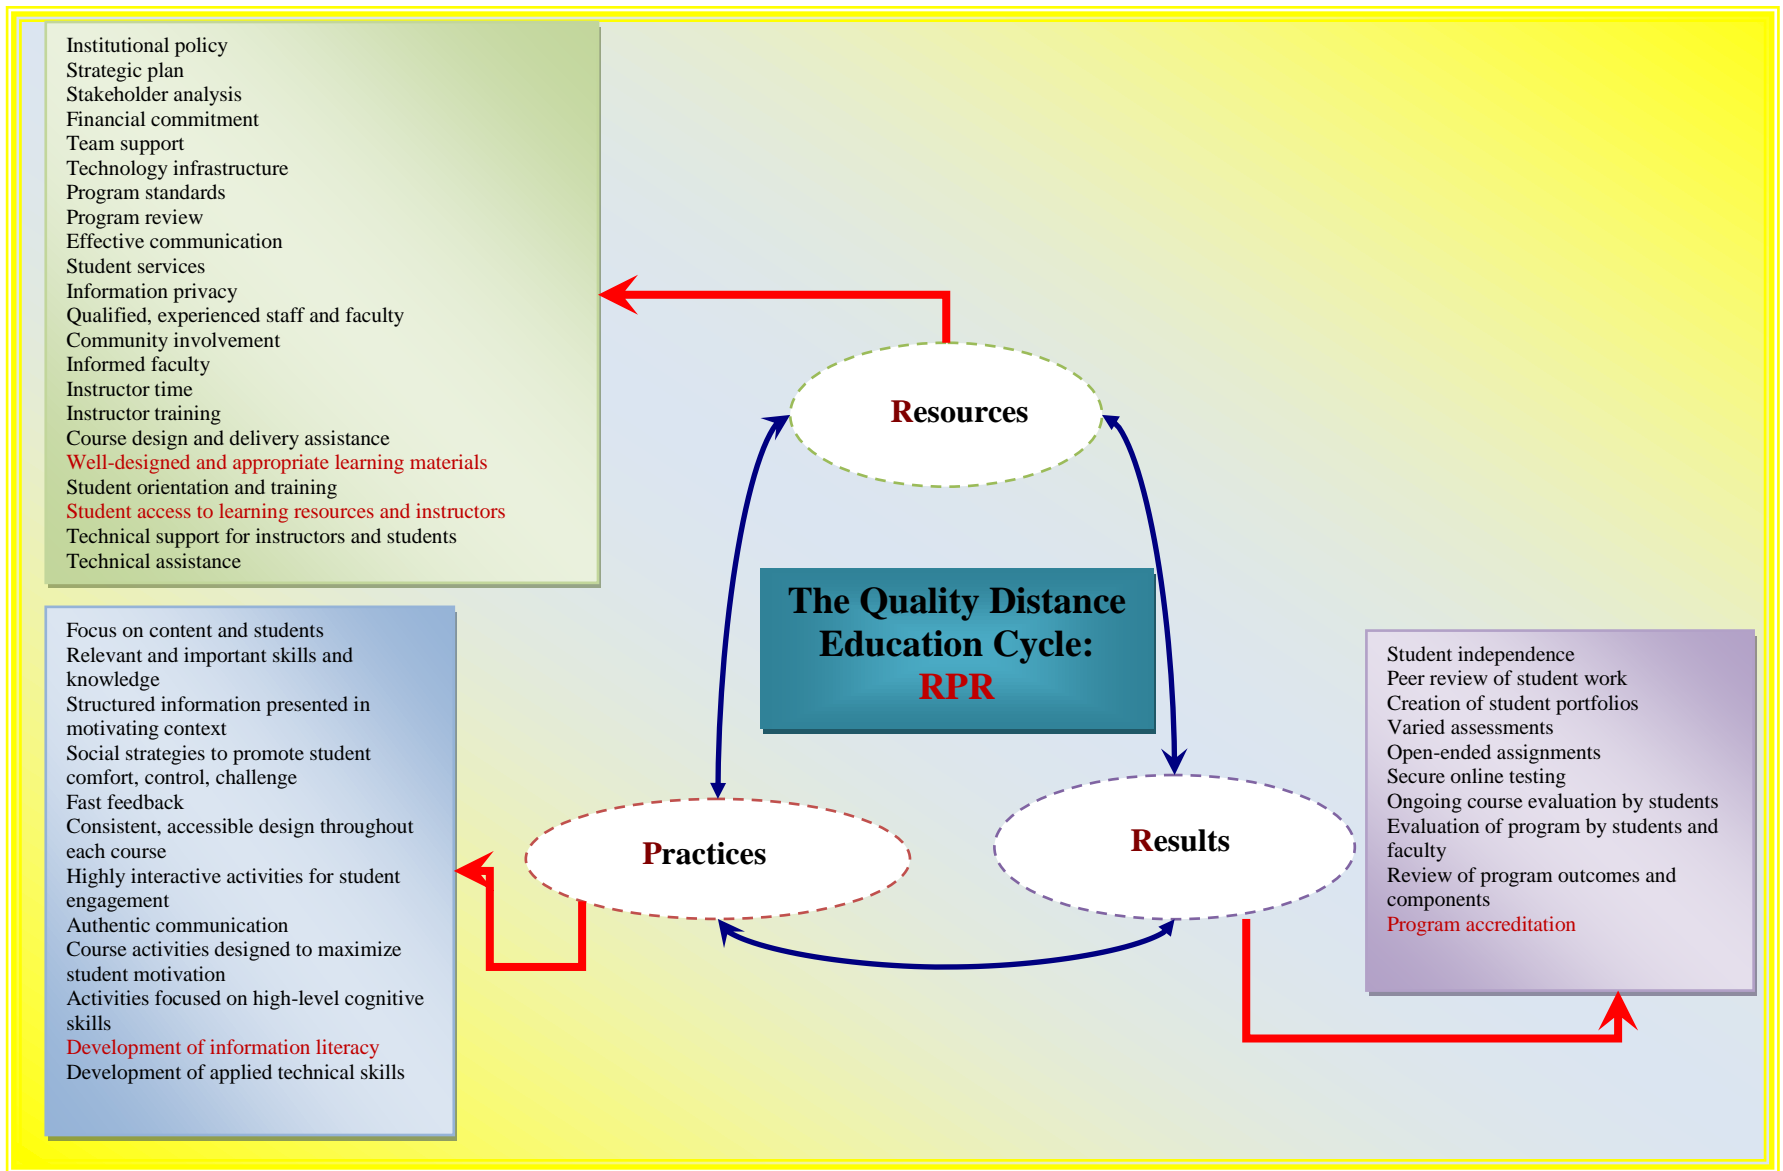 Institutional policy
Strategic plan
Stakeholder analysis
Financial commitment
Team support
Technology infrastructure
Program standards
Program review
Effective communication
Student services
Information privacy
Qualified, experienced staff and faculty
Community involvement
Informed faculty
Instructor time
Instructor training
Course design and delivery assistance
Well-designed and appropriate learning materials
Student orientation and training
Student access to learning resources and instructors
Technical support for instructors and students
Technical assistance
Resources
The Quality Distance
Education Cycle:
RPR
Focus on content and students
Relevant and important skills and
knowledge
Structured information presented in
motivating context
Social strategies to promote student
comfort, control, challenge
Fast feedback
Consistent, accessible design throughout
each course
Highly interactive activities for student
engagement
Authentic communication
Course activities designed to maximize
student motivation
Activities focused on high-level cognitive
skills
Development of information literacy
Development of applied technical skills
Practices
Results
Student independence
Peer review of student work
Creation of student portfolios
Varied assessments
Open-ended assignments
Secure online testing
Ongoing course evaluation by students
Evaluation of program by students and
faculty
Review of program outcomes and
components
Program accreditation